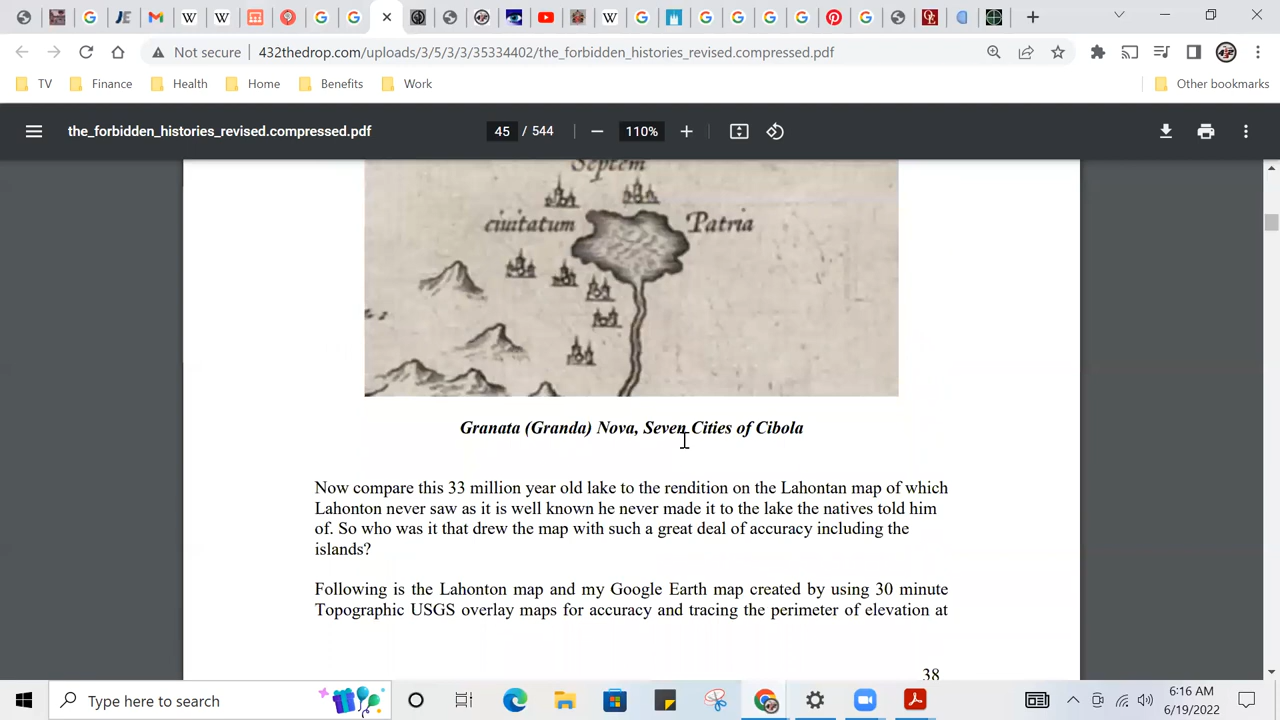 Not secure
432thedrop.com/uploads/3/5/3/3/35334402/the_forbidden_histories_revised.compressed.pdf
TV
Finance
Health
Home
Benefits
Work
Other bookmarks
the_forbidden_histories_revised.compressed.pdf
45 / 544
110%
Septem
ciuitatum
Patria
Granata (Granda) Nova, Seven Cities of Cibola
Now compare this 33 million year old lake to the rendition on the Lahontan map of which
Lahonton never saw as it is well known he never made it to the lake the natives told him
of. So who was it that drew the map with such a great deal of accuracy including the
islands?
Following is the Lahonton map and my Google Earth map created by using 30 minute
Topographic USGS overlay maps for accuracy and tracing the perimeter of elevation at
38
Type here to search
6:16 AM
6/19/2022